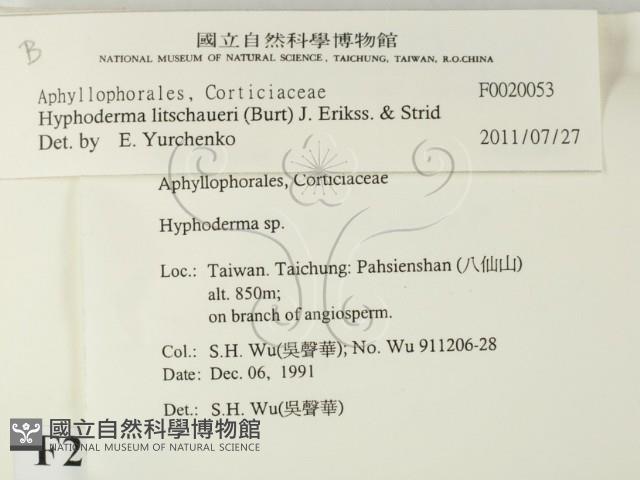 B
國立自然科學博物館
NATIONAL MUSEUM OF NATURAL SCIENCE, TAICHUNG, TAIWAN, R.O.CHINA
Aphyllophorales, Corticiaceae F0020053
Hyphoderma litschaueri (Burt) J. Erikss. & Strid
Det. by E. Yurchenko 2011/07/27
Aphyllophorales, Corticiaceae
Hyphoderma sp.
Loc.: Taiwan. Taichung: Pahsienshan (八仙山)
alt. 850m;
on branch of angiosperm.
Col.: S.H. Wu(吳聲華); No. Wu 911206-28
Date: Dec. 06, 1991
Det.: S.H. Wu(吳聲華)
國立自然科學博物館
NATIONAL MUSEUM OF NATURAL SCIENCE
F2